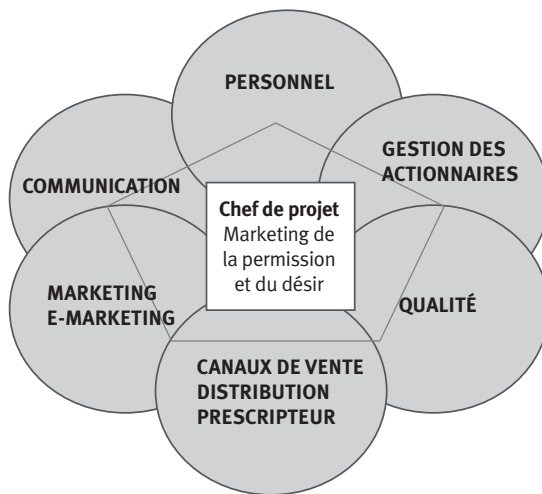 PERSONNEL
GESTION DES
ACTIONNAIRES
COMMUNICATION
Chef de projet
Marketing de
la permission
et du désir
MARKETING
E-MARKETING
QUALITÉ
CANAUX DE VENTE
DISTRIBUTION
PRESCRIPTEUR